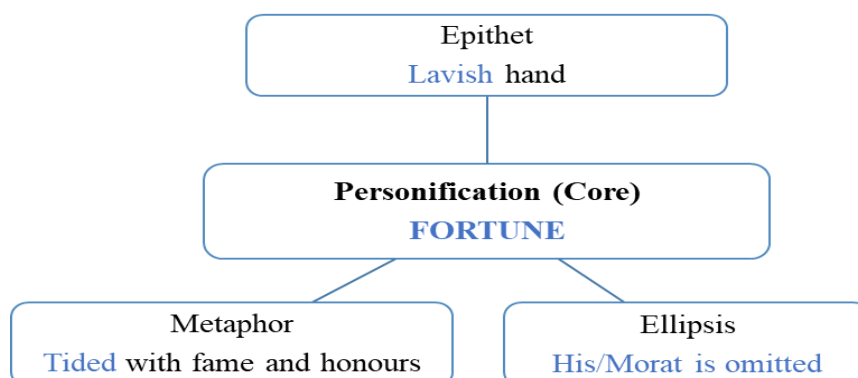 Epithet
Lavish hand
Personification (Core)
FORTUNE
Metaphor
Tided with fame and honours
Ellipsis
His/Morat is omitted